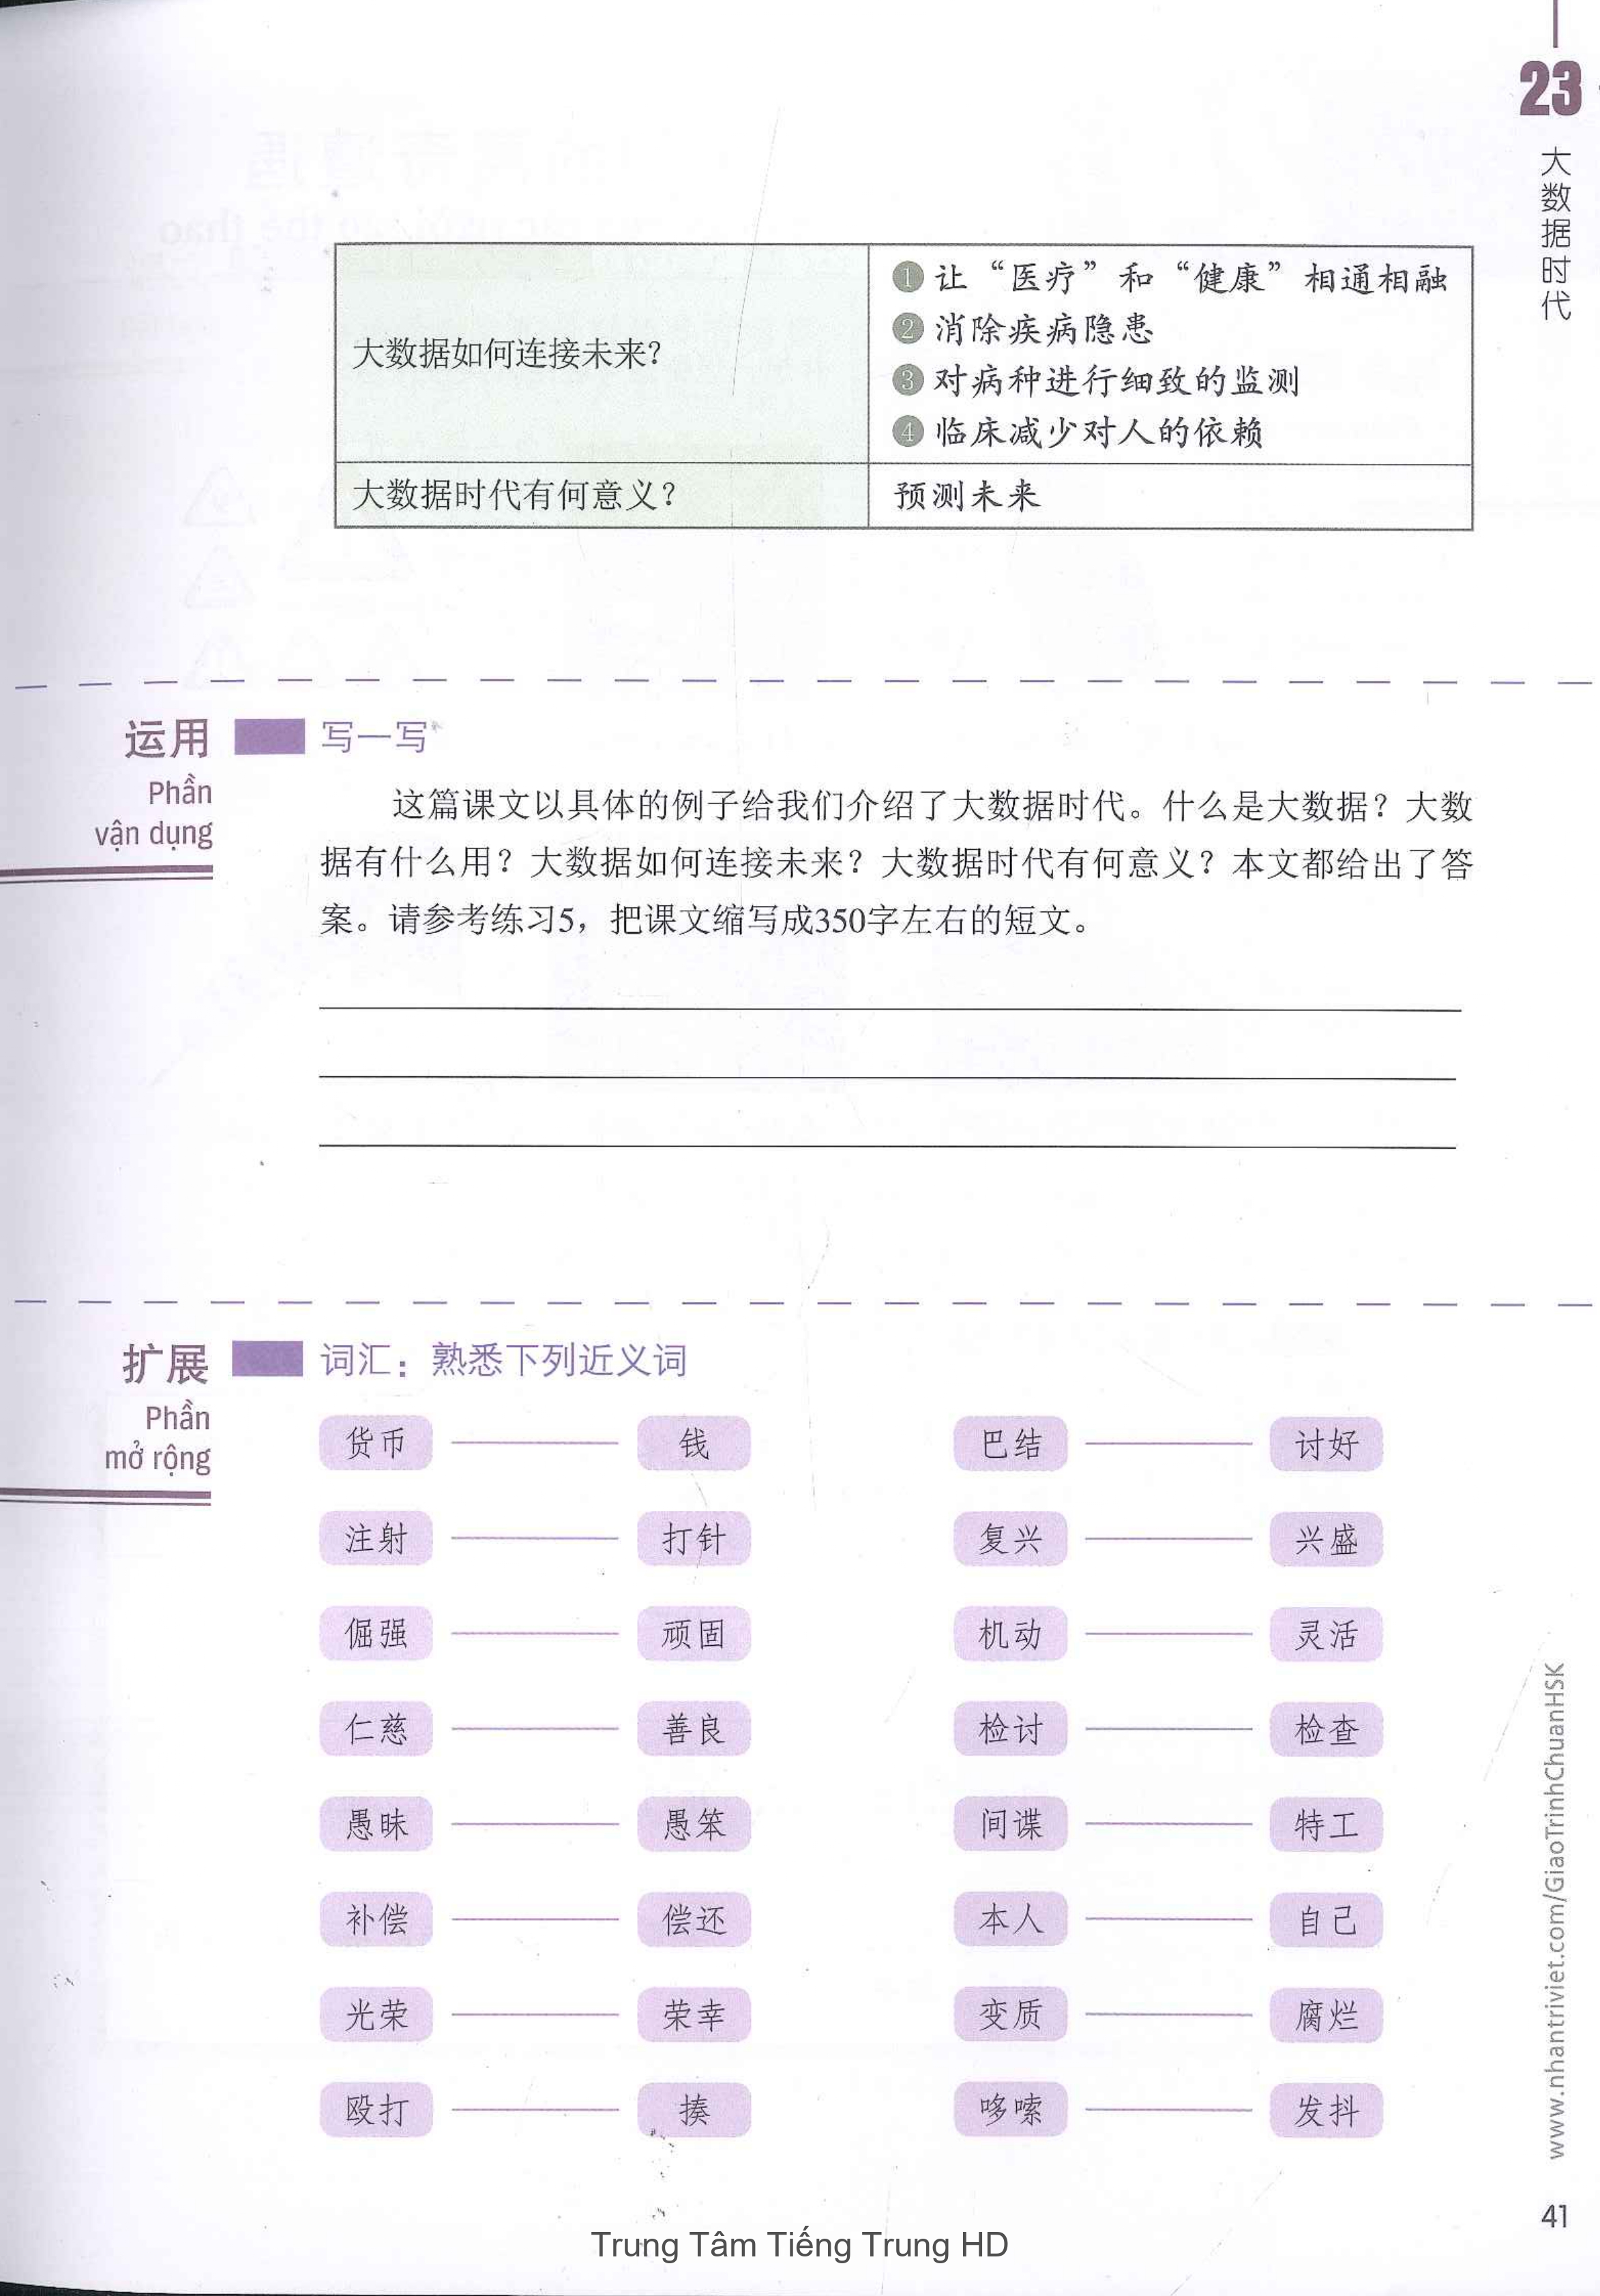 23
大数据时代
大数据如何连接未来？
❶ 让“医疗”和“健康”相通相融
❷ 消除疾病隐患
❸ 对病种进行细致的监测
❹ 临床减少对人的依赖
大数据时代有何意义？
预测未来
运用
Phần
vận dụng
写一写
这篇课文以具体的例子给我们介绍了大数据时代。什么是大数据？大数
据有什么用？大数据如何连接未来？大数据时代有何意义？本文都给出了答
案。请参考练习5，把课文缩写成350字左右的短文。
扩展
Phần
mở rộng
词汇：熟悉下列近义词
货币 钱 巴结 讨好
注射 打针 复兴 兴盛
倔强 顽固 机动 灵活
仁慈 善良 检讨 检查
愚昧 愚笨 间谍 特工
补偿 偿还 本人 自己
光荣 荣幸 变质 腐烂
殴打 揍 哆嗦 发抖
www.nhantriviet.com/GiaoTrinhChuanHSK
41
Trung Tâm Tiếng Trung HD